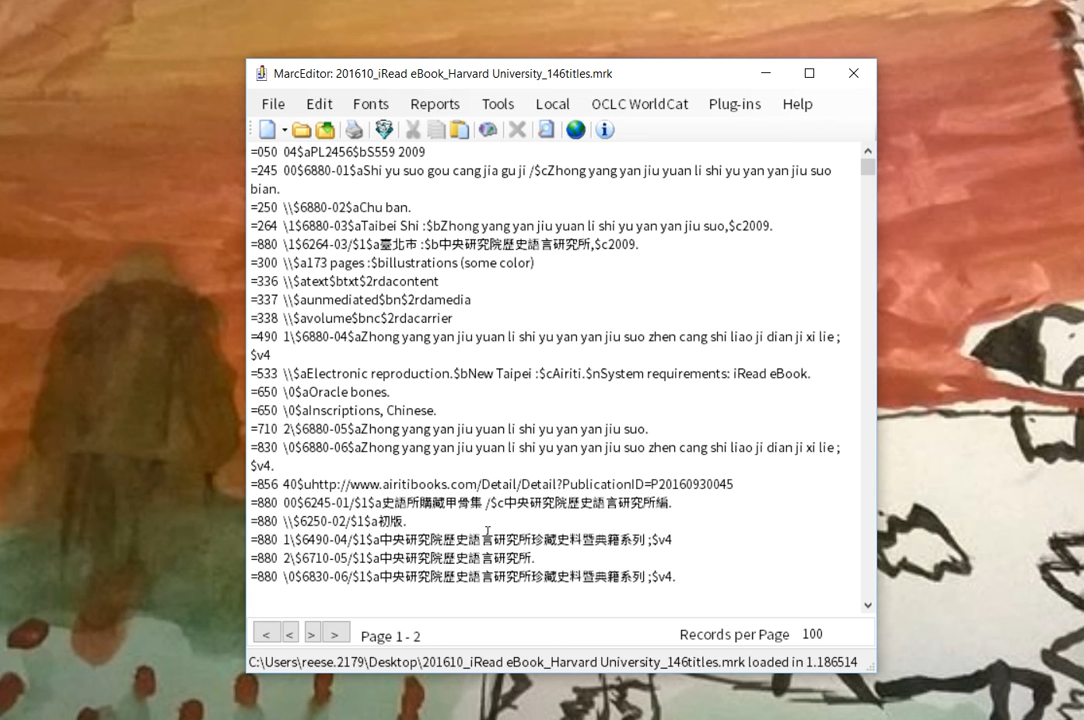 MarcEditor: 201610_iRead eBook_Harvard University_146titles.mrk
File Edit Fonts Reports Tools Local OCLC WorldCat Plug-ins Help
=050 04$aPL2456$bS559 2009
=245 00$6880-01$aShi yu suo gou cang jia gu ji /$cZhong yang yan jiu yuan li shi yu yan yan jiu suo
bian.
=250 \\$6880-02$aChu ban.
=264 \1$6880-03$aTaibei Shi :$bZhong yang yan jiu yuan li shi yu yan yan jiu suo,$c2009.
=880 \1$6264-03/$1$a臺北市 :$b中央研究院歷史語言研究所,$c2009.
=300 \\$a173 pages :$billustrations (some color)
=336 \\$atext$btxt$2rdacontent
=337 \\$aunmediated$bn$2rdamedia
=338 \\$avolume$bnc$2rdacarrier
=490 1\$6880-04$aZhong yang yan jiu yuan li shi yu yan yan jiu suo zhen cang shi liao ji dian ji xi lie ;
$v4
=533 \\$aElectronic reproduction.$bNew Taipei :$cAiriti.$nSystem requirements: iRead eBook.
=650 \0$aOracle bones.
=650 \0$aInscriptions, Chinese.
=710 2\$6880-05$aZhong yang yan jiu yuan li shi yu yan yan jiu suo.
=830 \0$6880-06$aZhong yang yan jiu yuan li shi yu yan yan jiu suo zhen cang shi liao ji dian ji xi lie ;
$v4.
=856 40$uhttp://www.airitibooks.com/Detail/Detail?PublicationID=P20160930045
=880 00$6245-01/$1$a史語所購藏甲骨集 /$c中央研究院歷史語言研究所編.
=880 \\$6250-02/$1$a初版.
=880 1\$6490-04/$1$a中央研究院歷史語言研究所珍藏史料暨典籍系列 ;$v4
=880 2\$6710-05/$1$a中央研究院歷史語言研究所.
=880 \0$6830-06/$1$a中央研究院歷史語言研究所珍藏史料暨典籍系列 ;$v4.
< < > > Page 1 - 2 Records per Page 100
C:\Users\reese.2179\Desktop\201610_iRead eBook_Harvard University_146titles.mrk loaded in 1.186514